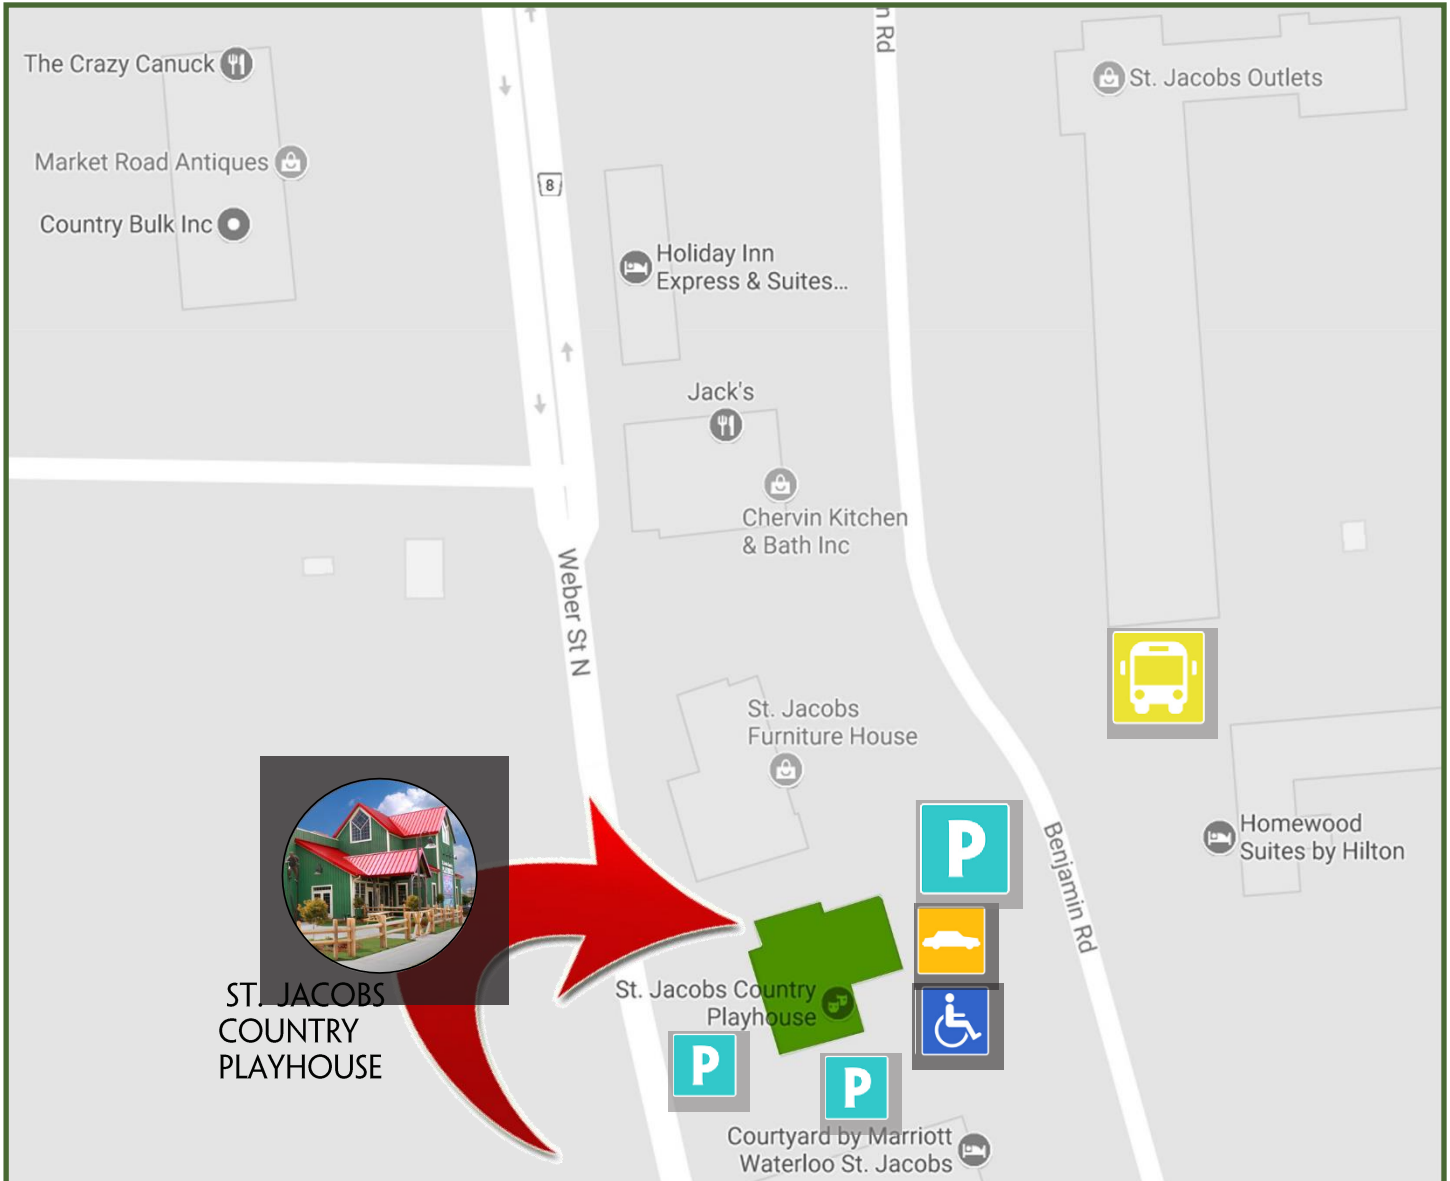 n Rd
The Crazy Canuck
St. Jacobs Outlets
Market Road Antiques
8
Country Bulk Inc
Holiday Inn
Express & Suites...
Jack's
Chervin Kitchen
& Bath Inc
Weber St N
St. Jacobs
Furniture House
Homewood
Suites by Hilton
Benjamin Rd
P
ST. JACOBS
COUNTRY
PLAYHOUSE
St. Jacobs Country
Playhouse
P
P
Courtyard by Marriott
Waterloo St. Jacobs